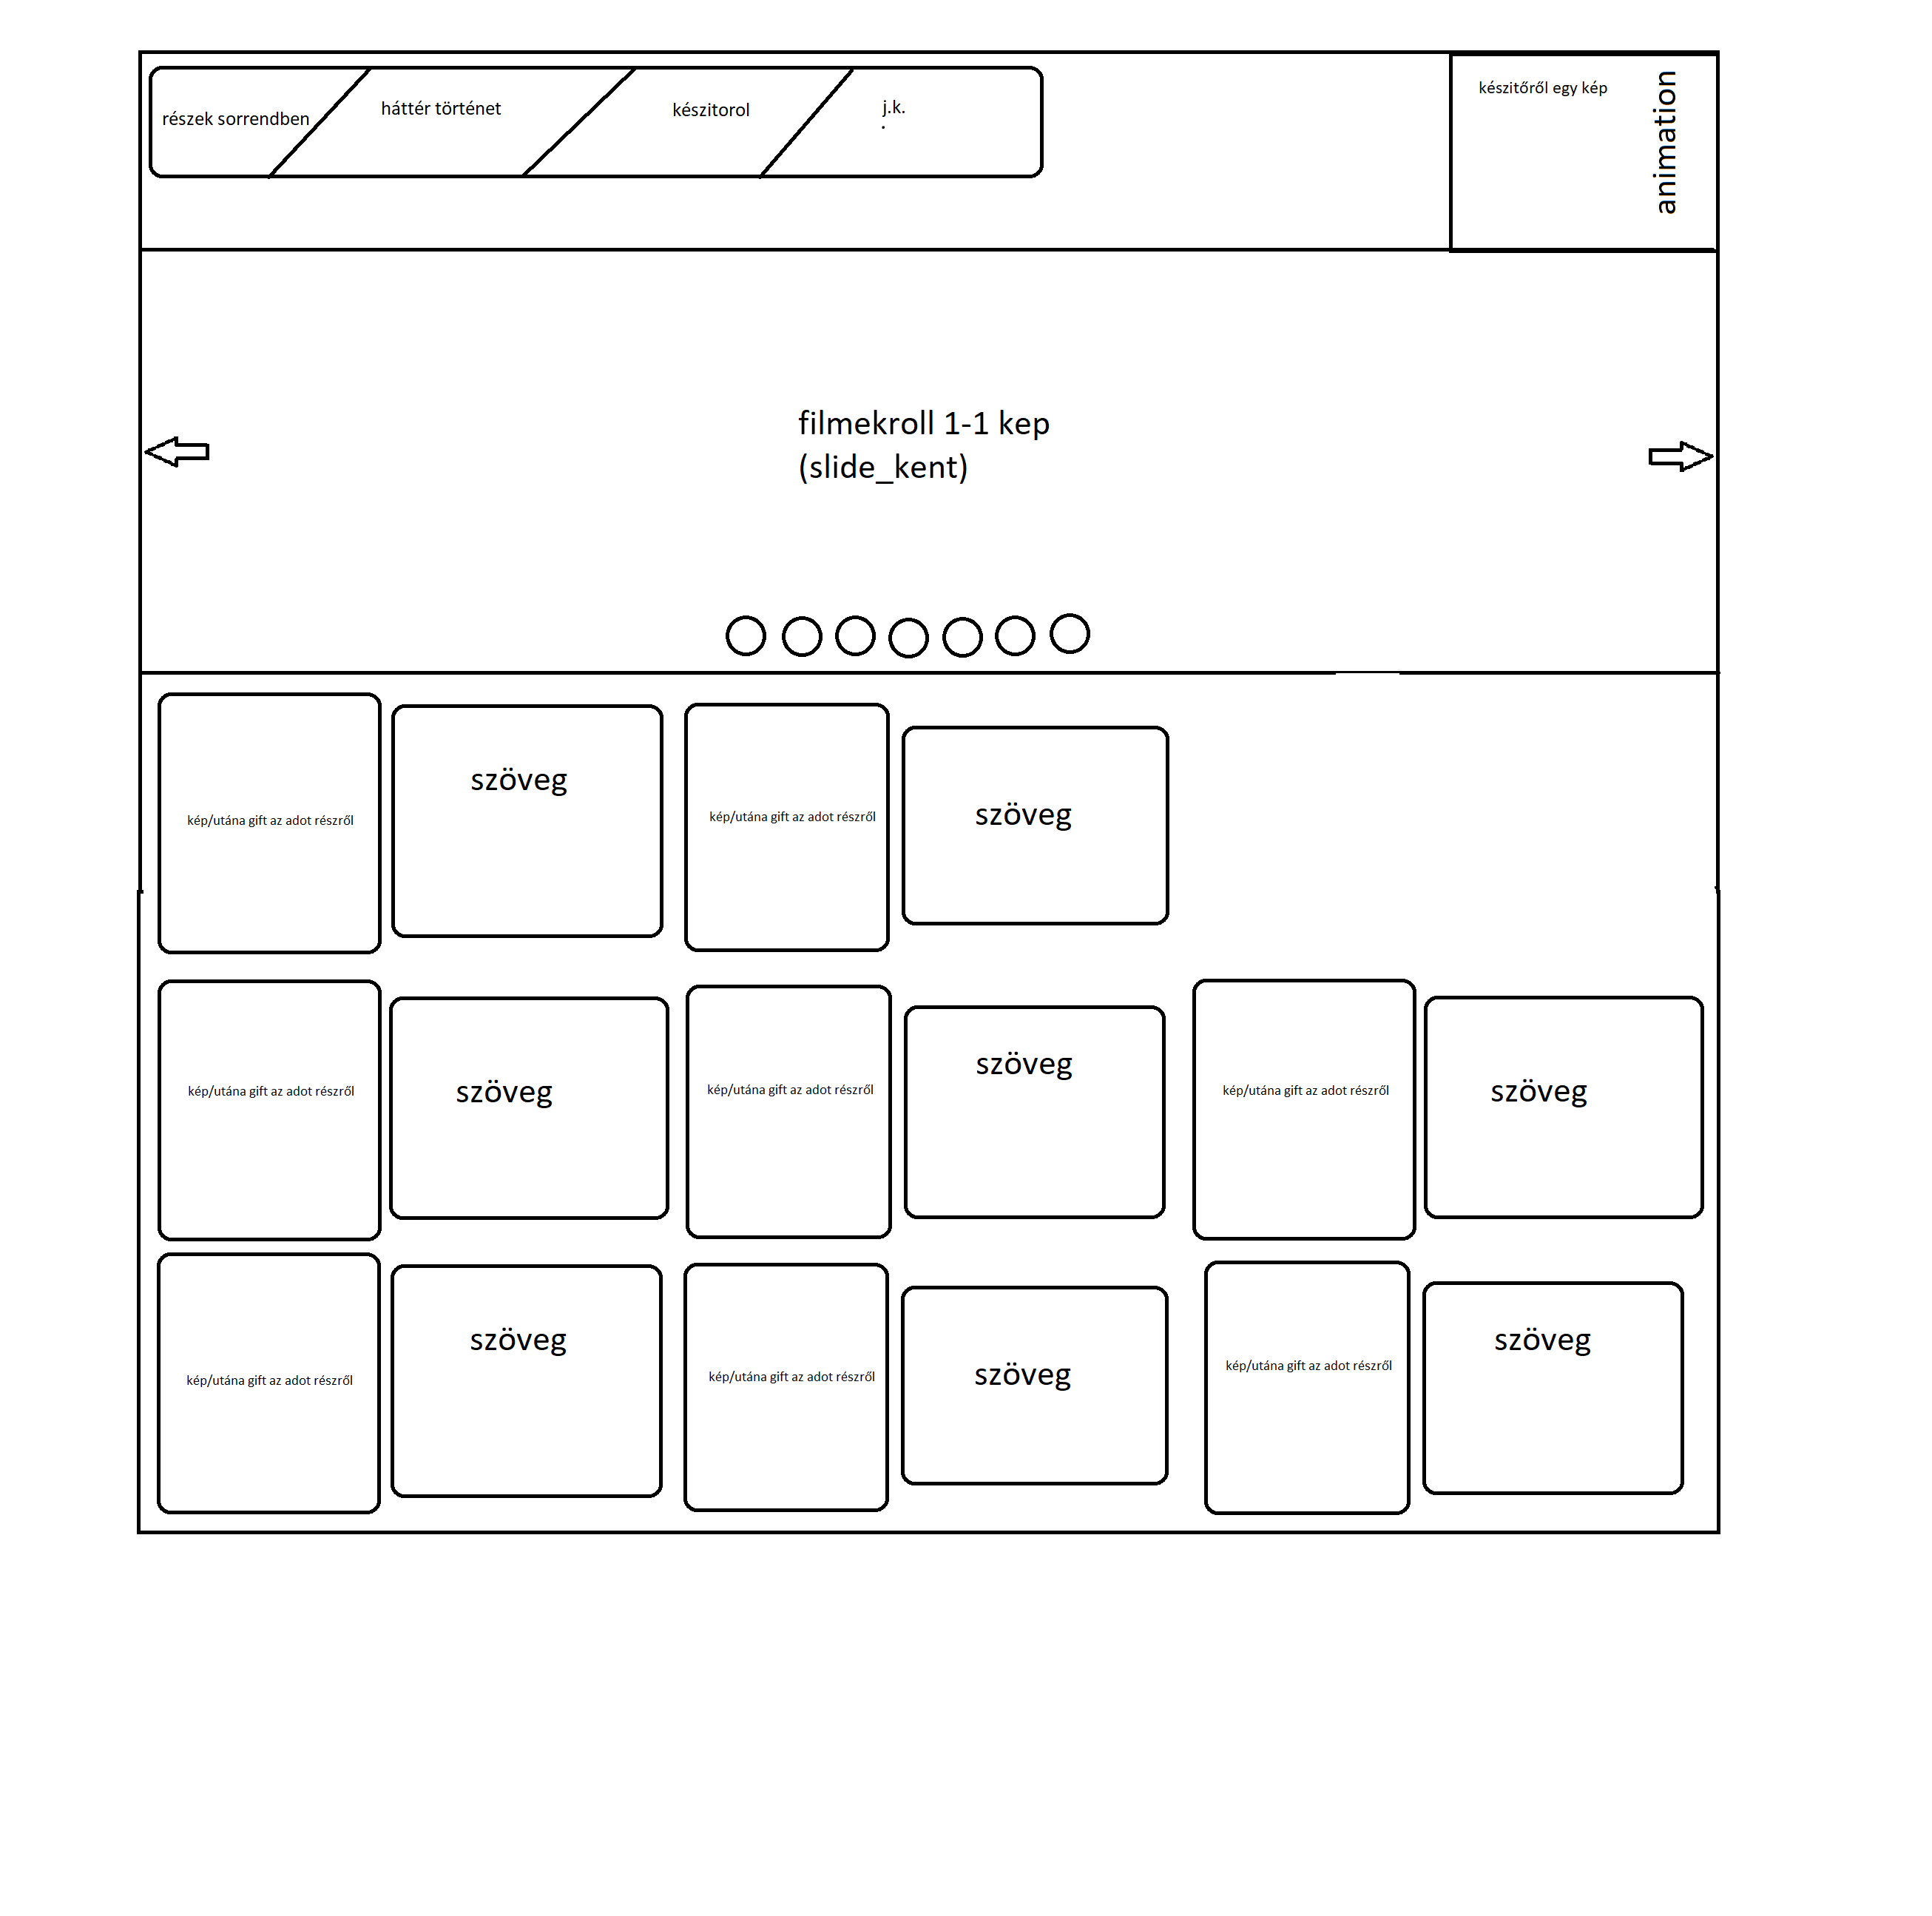 részek sorrendben
háttér történet
készitorol
j.k.
.
készitőről egy kép
animation
filmekroll 1-1 kep
(slide_kent)
kép/utána gift az adot részről
szöveg
kép/utána gift az adot részről
szöveg
kép/utána gift az adot részről
szöveg
kép/utána gift az adot részről
szöveg
kép/utána gift az adot részről
szöveg
kép/utána gift az adot részről
szöveg
kép/utána gift az adot részről
szöveg
kép/utána gift az adot részről
szöveg